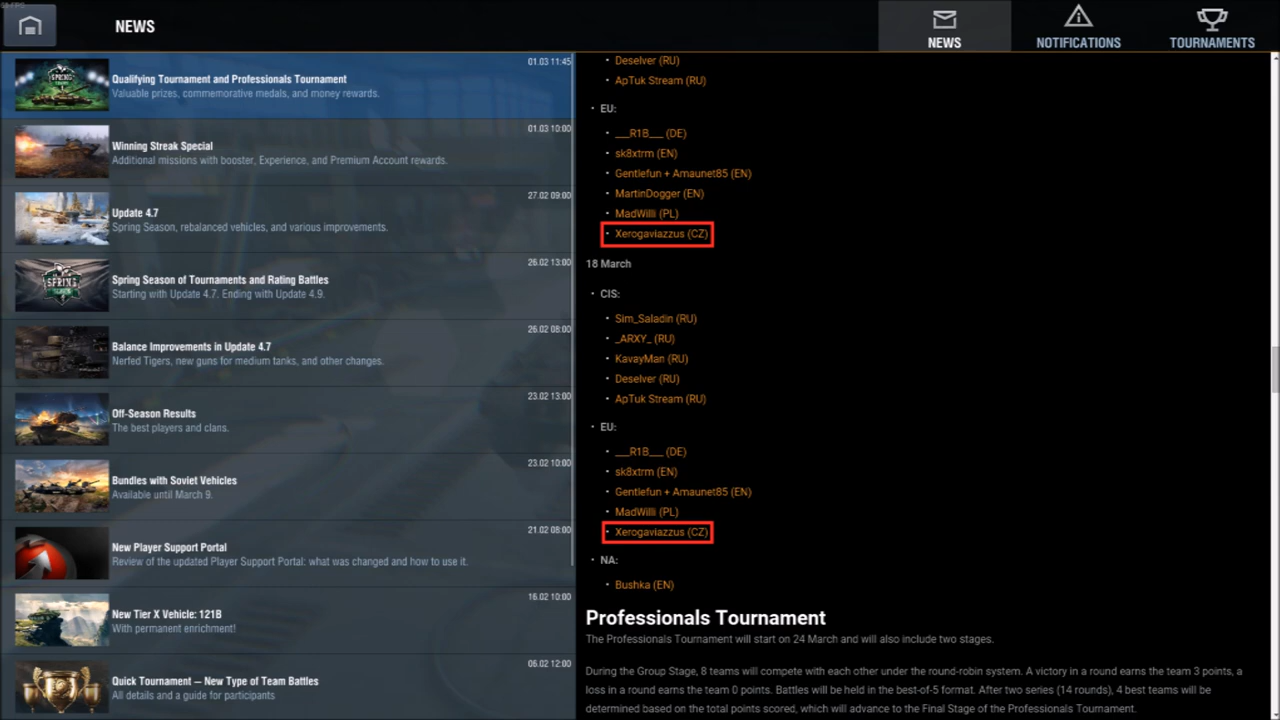 NEWS
NEWS
NOTIFICATIONS
TOURNAMENTS
01.03 11:45
Qualifying Tournament and Professionals Tournament
Valuable prizes, commemorative medals, and money rewards.
01.03 10:00
Winning Streak Special
Additional missions with booster, Experience, and Premium Account rewards.
27.02 09:00
Update 4.7
Spring Season, rebalanced vehicles, and various improvements.
26.02 13:00
Spring Season of Tournaments and Rating Battles
Starting with Update 4.7. Ending with Update 4.9.
26.02 08:00
Balance Improvements in Update 4.7
Nerfed Tigers, new guns for medium tanks, and other changes.
23.02 13:00
Off-Season Results
The best players and clans.
23.02 10:00
Bundles with Soviet Vehicles
Available until March 9.
21.02 08:00
New Player Support Portal
Review of the updated Player Support Portal: what was changed and how to use it.
16.02 10:00
New Tier X Vehicle: 121B
With permanent enrichment!
06.02 12:00
Quick Tournament — New Type of Team Battles
All details and a guide for participants
Deselver (RU)
ApTuk Stream (RU)
EU:
___R1B___ (DE)
sk8xtrm (EN)
Gentlefun + Amaunet85 (EN)
MartinDogger (EN)
MadWilli (PL)
Xerogaviazzus (CZ)
18 March
CIS:
Sim_Saladin (RU)
_ARXY_ (RU)
KavayMan (RU)
Deselver (RU)
ApTuk Stream (RU)
EU:
___R1B___ (DE)
sk8xtrm (EN)
Gentlefun + Amaunet85 (EN)
MadWilli (PL)
Xerogaviazzus (CZ)
NA:
Bushka (EN)
Professionals Tournament
The Professionals Tournament will start on 24 March and will also include two stages.
During the Group Stage, 8 teams will compete with each other under the round-robin system. A victory in a round earns the team 3 points, a
loss in a round earns the team 0 points. Battles will be held in the best-of-5 format. After two series (14 rounds), 4 best teams will be
determined based on the total points scored, which will advance to the Final Stage of the Professionals Tournament.